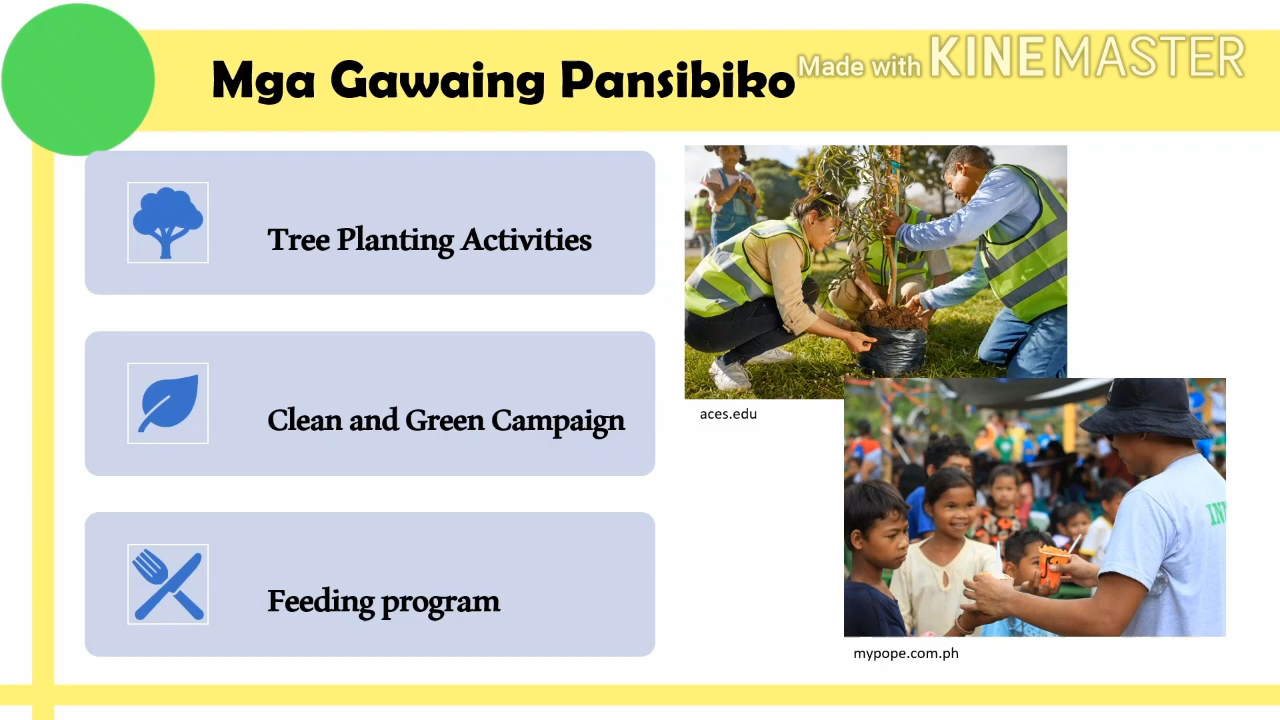 Mga Gawaing Pansibiko
Made with KINEMASTER
Tree Planting Activities
Clean and Green Campaign
Feeding program
aces.edu
mypope.com.ph